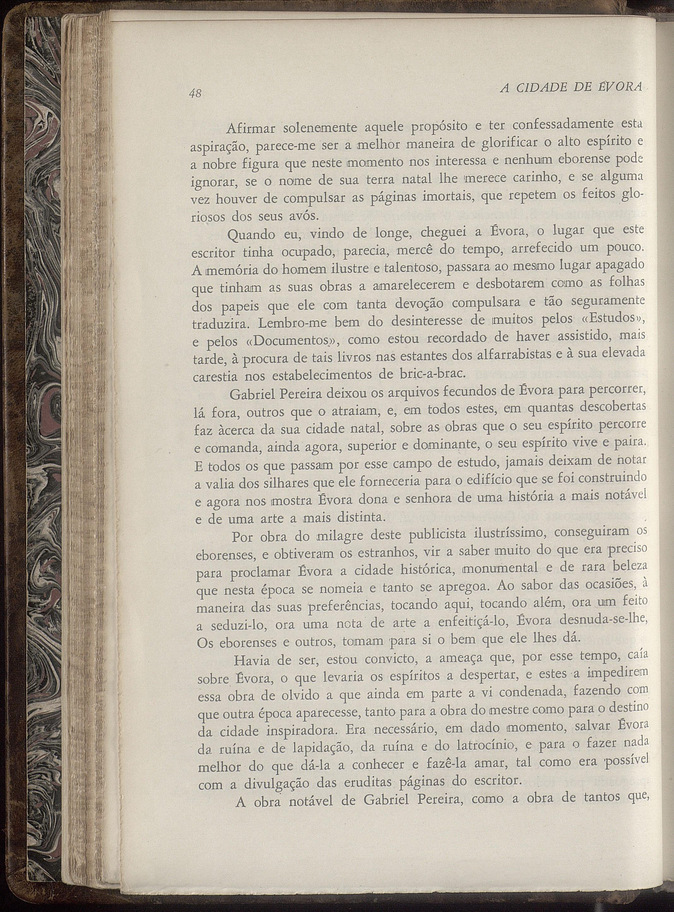 48
A CIDADE DE ÉVORA
Afirmar solenemente aquele propósito e ter confessadamente esta
aspiração, parece-me ser a melhor maneira de glorificar o alto espírito e
a nobre figura que neste momento nos interessa e nenhum eborense pode
ignorar, se o nome de sua terra natal lhe merece carinho, e se alguma
vez houver de compulsar as páginas imortais, que repetem os feitos glo-
riosos dos seus avós.
Quando eu, vindo de longe, cheguei a Évora, o lugar que este
escritor tinha ocupado, parecia, mercê do tempo, arrefecido um pouco.
A memória do homem ilustre e talentoso, passara ao mesmo lugar apagado
que tinham as suas obras a amarelecerem e desbotarem como as folhas
dos papeis que ele com tanta devoção compulsara e tão seguramente
traduzira. Lembro-me bem do desinteresse de muitos pelos «Estudos»,
e pelos «Documentos», como estou recordado de haver assistido, mais
tarde, à procura de tais livros nas estantes dos alfarrabistas e à sua elevada
carestia nos estabelecimentos de bric-a-brac.
Gabriel Pereira deixou os arquivos fecundos de Évora para percorrer,
lá fora, outros que o atraiam, e, em todos estes, em quantas descobertas
faz àcerca da sua cidade natal, sobre as obras que o seu espírito percorre
e comanda, ainda agora, superior e dominante, o seu espírito vive e paira.
E todos os que passam por esse campo de estudo, jamais deixam de notar
a valia dos silhares que ele forneceria para o edifício que se foi construindo
e agora nos mostra Évora dona e senhora de uma história a mais notável
e de uma arte a mais distinta.
Por obra do milagre deste publicista ilustríssimo, conseguiram os
eborenses, e obtiveram os estranhos, vir a saber muito do que era preciso
para proclamar Évora a cidade histórica, monumental e de rara beleza
que nesta época se nomeia e tanto se apregoa. Ao sabor das ocasiões, à
maneira das suas preferências, tocando aqui, tocando além, ora um feito
a seduzi-lo, ora uma nota de arte a enfeitiçá-lo, Évora desnuda-se-lhe,
Os eborenses e outros, tomam para si o bem que ele lhes dá.
Havia de ser, estou convicto, a ameaça que, por esse tempo, caía
sobre Évora, o que levaria os espíritos a despertar, e estes a impedirem
essa obra de olvido a que ainda em parte a vi condenada, fazendo com
que outra época aparecesse, tanto para a obra do mestre como para o destino
da cidade inspiradora. Era necessário, em dado momento, salvar Évora
da ruína e de lapidação, da ruína e do latrocínio, e para o fazer nada
melhor do que dá-la a conhecer e fazê-la amar, tal como era possível
com a divulgação das eruditas páginas do escritor.
A obra notável de Gabriel Pereira, como a obra de tantos que,